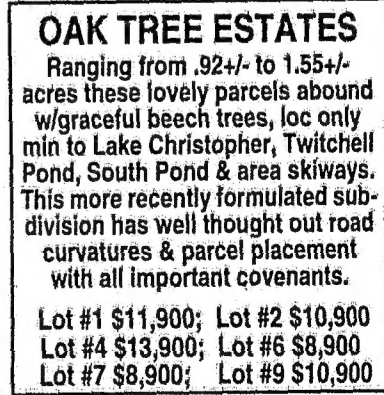 OAK TREE ESTATES
Ranging from .92+/- to 1.55+/-
acres these lovely parcels abound
w/graceful beech trees, loc only
min to Lake Christopher, Twitchell
Pond, South Pond & area skiways.
This more recently formulated sub-
division has well thought out road
curvatures & parcel placement
with all important covenants.
Lot #1 $11,900; Lot #2 $10,900
Lot #4 $13,900; Lot #6 $8,900
Lot #7 $8,900; Lot #9 $10,900